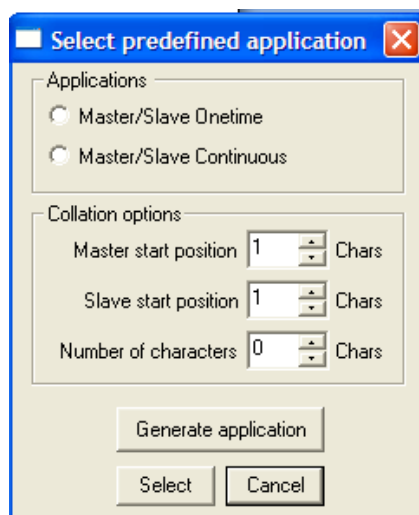 Select predefined application
Applications
Master/Slave Onetime
Master/Slave Continuous
Collation options
Master start position 1 Chars
Slave start position 1 Chars
Number of characters 0 Chars
Generate application
Select Cancel